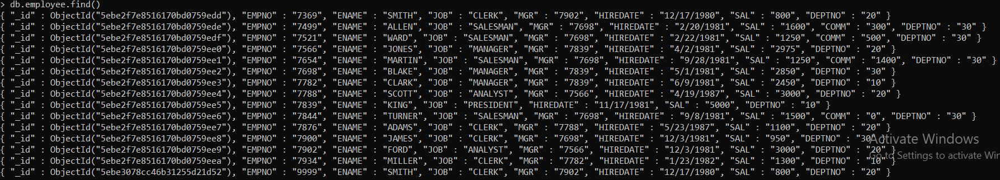 > db.employee.find()
{ "_id" : ObjectId("5ebe2f7e8516170bd0759edd"), "EMPNO" : "7369", "ENAME" : "SMITH", "JOB" : "CLERK", "MGR" : "7902", "HIREDATE" : "12/17/1980", "SAL" : "800", "DEPTNO" : "20" }
{ "_id" : ObjectId("5ebe2f7e8516170bd0759ede"), "EMPNO" : "7499", "ENAME" : "ALLEN", "JOB" : "SALESMAN", "MGR" : "7698", "HIREDATE" : "2/20/1981", "SAL" : "1600", "COMM" : "300", "DEPTNO" : "30" }
{ "_id" : ObjectId("5ebe2f7e8516170bd0759edf"), "EMPNO" : "7521", "ENAME" : "WARD", "JOB" : "SALESMAN", "MGR" : "7698", "HIREDATE" : "2/22/1981", "SAL" : "1250", "COMM" : "500", "DEPTNO" : "30" }
{ "_id" : ObjectId("5ebe2f7e8516170bd0759ee0"), "EMPNO" : "7566", "ENAME" : "JONES", "JOB" : "MANAGER", "MGR" : "7839", "HIREDATE" : "4/2/1981", "SAL" : "2975", "DEPTNO" : "20" }
{ "_id" : ObjectId("5ebe2f7e8516170bd0759ee1"), "EMPNO" : "7654", "ENAME" : "MARTIN", "JOB" : "SALESMAN", "MGR" : "7698", "HIREDATE" : "9/28/1981", "SAL" : "1250", "COMM" : "1400", "DEPTNO" : "30" }
{ "_id" : ObjectId("5ebe2f7e8516170bd0759ee2"), "EMPNO" : "7698", "ENAME" : "BLAKE", "JOB" : "MANAGER", "MGR" : "7839", "HIREDATE" : "5/1/1981", "SAL" : "2850", "DEPTNO" : "30" }
{ "_id" : ObjectId("5ebe2f7e8516170bd0759ee3"), "EMPNO" : "7782", "ENAME" : "CLARK", "JOB" : "MANAGER", "MGR" : "7839", "HIREDATE" : "6/9/1981", "SAL" : "2450", "DEPTNO" : "10" }
{ "_id" : ObjectId("5ebe2f7e8516170bd0759ee4"), "EMPNO" : "7788", "ENAME" : "SCOTT", "JOB" : "ANALYST", "MGR" : "7566", "HIREDATE" : "4/19/1987", "SAL" : "3000", "DEPTNO" : "20" }
{ "_id" : ObjectId("5ebe2f7e8516170bd0759ee5"), "EMPNO" : "7839", "ENAME" : "KING", "JOB" : "PRESIDENT", "HIREDATE" : "11/17/1981", "SAL" : "5000", "DEPTNO" : "10" }
{ "_id" : ObjectId("5ebe2f7e8516170bd0759ee6"), "EMPNO" : "7844", "ENAME" : "TURNER", "JOB" : "SALESMAN", "MGR" : "7698", "HIREDATE" : "9/8/1981", "SAL" : "1500", "COMM" : "0", "DEPTNO" : "30" }
{ "_id" : ObjectId("5ebe2f7e8516170bd0759ee7"), "EMPNO" : "7876", "ENAME" : "ADAMS", "JOB" : "CLERK", "MGR" : "7788", "HIREDATE" : "5/23/1987", "SAL" : "1100", "DEPTNO" : "20" }
{ "_id" : ObjectId("5ebe2f7e8516170bd0759ee8"), "EMPNO" : "7900", "ENAME" : "JAMES", "JOB" : "CLERK", "MGR" : "7698", "HIREDATE" : "12/3/1981", "SAL" : "950", "DEPTNO" : "30" }
Activate Windows
{ "_id" : ObjectId("5ebe2f7e8516170bd0759ee9"), "EMPNO" : "7902", "ENAME" : "FORD", "JOB" : "ANALYST", "MGR" : "7566", "HIREDATE" : "12/3/1981", "SAL" : "3000", "DEPTNO" : "20" }
Go to Settings to activate Win
{ "_id" : ObjectId("5ebe2f7e8516170bd0759eea"), "EMPNO" : "7934", "ENAME" : "MILLER", "JOB" : "CLERK", "MGR" : "7782", "HIREDATE" : "1/23/1982", "SAL" : "1300", "DEPTNO" : "10" }
{ "_id" : ObjectId("5ebe3078cc46b31255d21d52"), "EMPNO" : "9999", "ENAME" : "SMITH", "JOB" : "CLERK", "MGR" : "7902", "HIREDATE" : "12/17/1980", "SAL" : "800", "DEPTNO" : "20" }